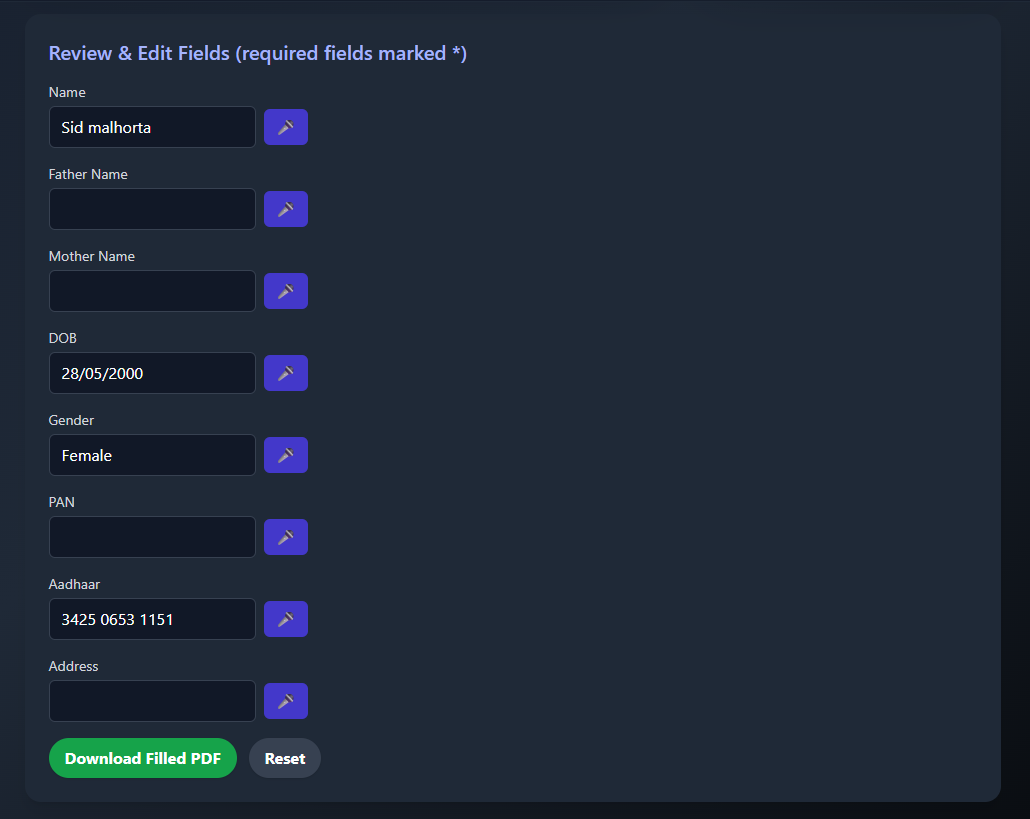 Review & Edit Fields (required fields marked *)
Name
Sid malhorta
Father Name
Mother Name
DOB
28/05/2000
Gender
Female
PAN
Aadhaar
3425 0653 1151
Address
Download Filled PDF
Reset